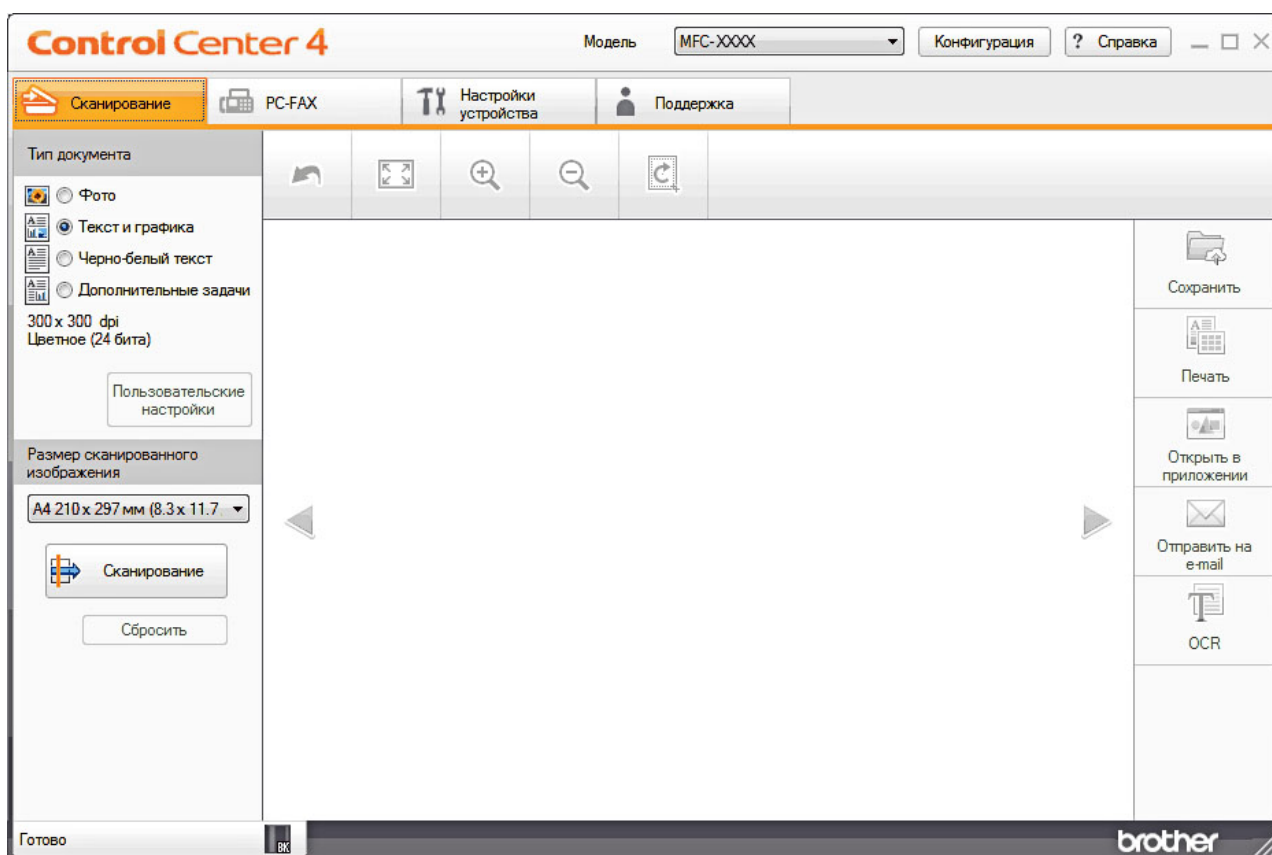 Control Center 4
Модель
MFC-XXXX
Конфигурация
? Справка
Сканирование
PC-FAX
Настройки
устройства
Поддержка
Тип документа
Фото
Текст и графика
Черно-белый текст
Дополнительные задачи
300 x 300 dpi
Цветное (24 бита)
Пользовательские
настройки
Размер сканированного
изображения
A4 210 x 297 мм (8.3 x 11.7
Сканирование
Сбросить
Сохранить
Печать
Открыть в
приложении
Отправить на
e-mail
OCR
Готово
BK
brother